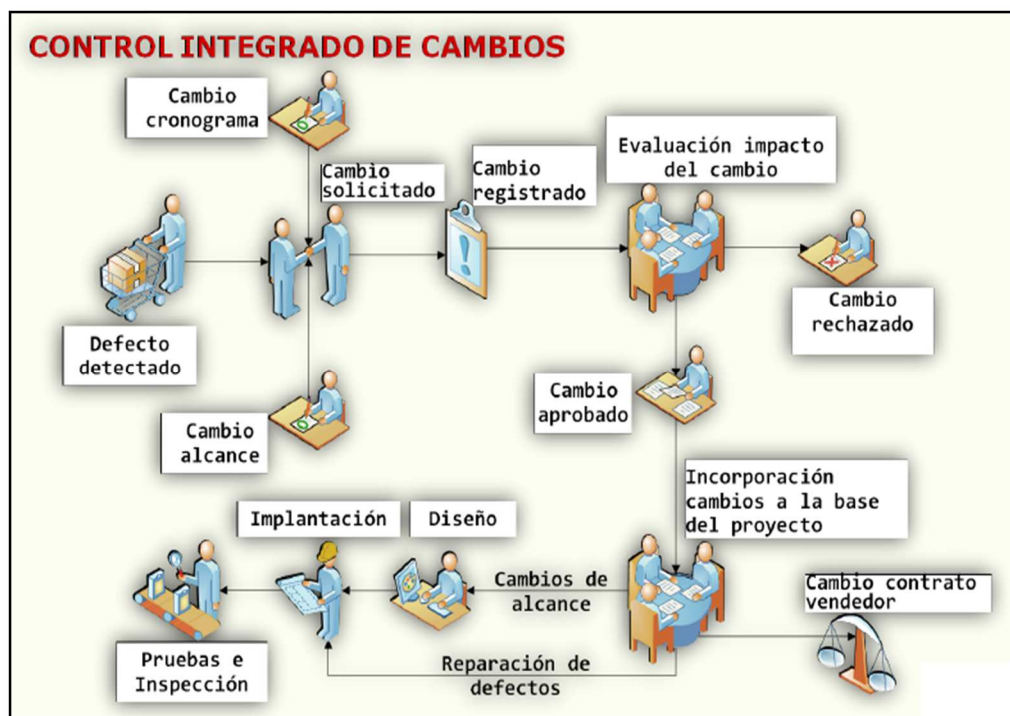 CONTROL INTEGRADO DE CAMBIOS
Cambio
cronograma
Cambio
solicitado
Cambio
registrado
Evaluación impacto
del cambio
Defecto
detectado
Cambio
rechazado
Cambio
alcance
Cambio
aprobado
Incorporación
cambios a la base
del proyecto
Implantación
Diseño
Cambios de
alcance
Cambio contrato
vendedor
Pruebas e
Inspección
Reparación de
defectos